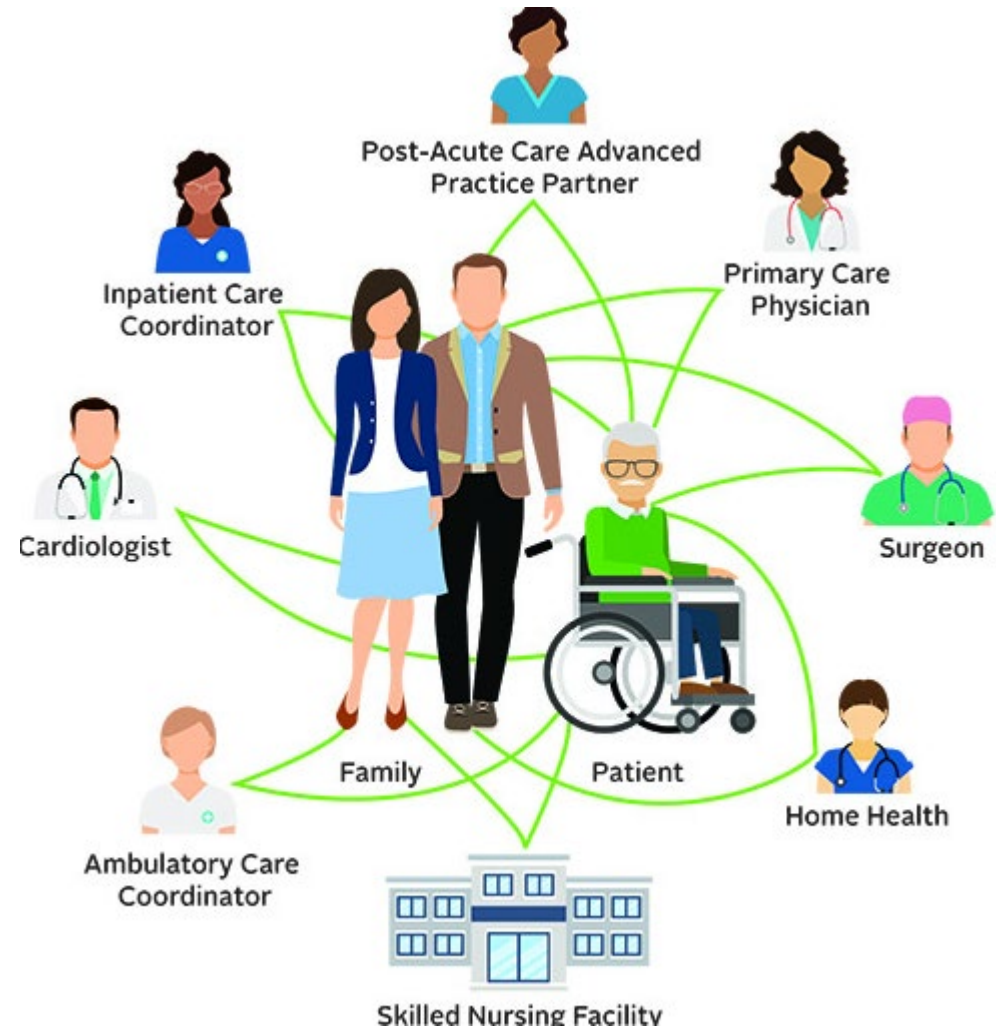 Post-Acute Care Advanced
Practice Partner
Primary Care
Physician
Inpatient Care
Coordinator
Cardiologist
Surgeon
Family
Patient
Home Health
Ambulatory Care
Coordinator
Skilled Nursing Facility